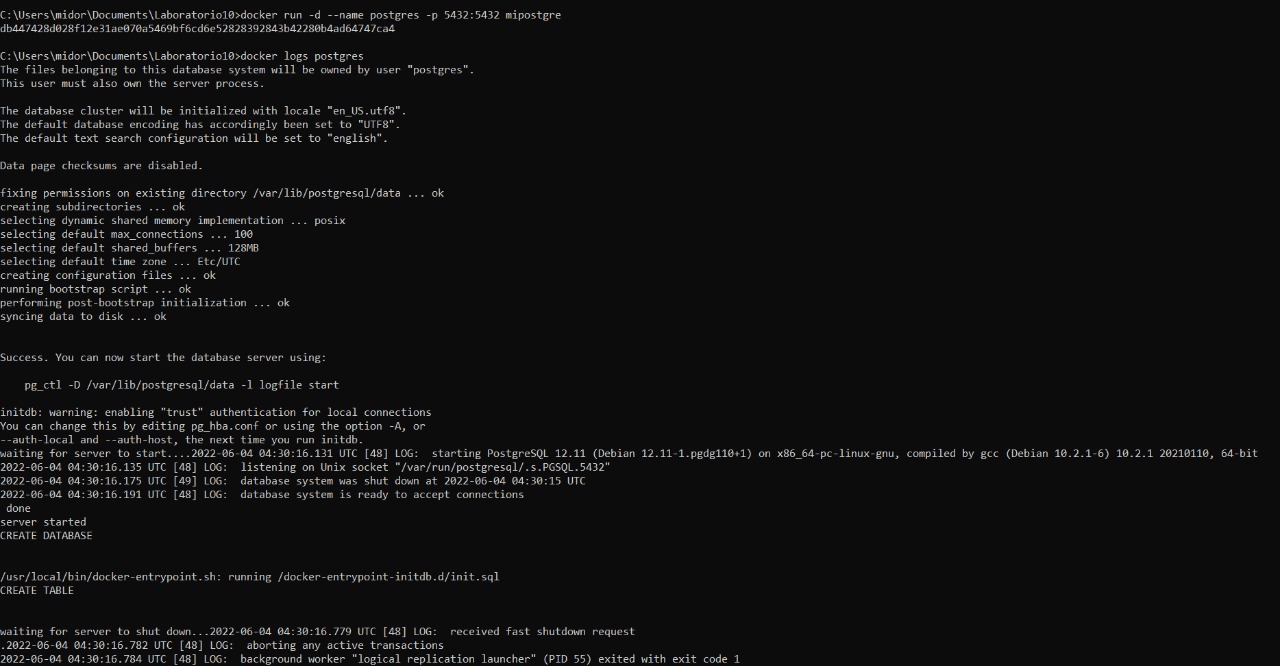 C:\Users\midor\Documents\Laboratorio10>docker run -d --name postgres -p 5432:5432 mipostgre
db447428d028f12e31ae070a5469bf6cd6e52828392843b42280b4ad64747ca4
C:\Users\midor\Documents\Laboratorio10>docker logs postgres
The files belonging to this database system will be owned by user "postgres".
This user must also own the server process.
The database cluster will be initialized with locale "en_US.utf8".
The default database encoding has accordingly been set to "UTF8".
The default text search configuration will be set to "english".
Data page checksums are disabled.
fixing permissions on existing directory /var/lib/postgresql/data ... ok
creating subdirectories ... ok
selecting dynamic shared memory implementation ... posix
selecting default max_connections ... 100
selecting default shared_buffers ... 128MB
selecting default time zone ... Etc/UTC
creating configuration files ... ok
running bootstrap script ... ok
performing post-bootstrap initialization ... ok
syncing data to disk ... ok
Success. You can now start the database server using:
    pg_ctl -D /var/lib/postgresql/data -l logfile start
initdb: warning: enabling "trust" authentication for local connections
You can change this by editing pg_hba.conf or using the option -A, or
--auth-local and --auth-host, the next time you run initdb.
waiting for server to start....2022-06-04 04:30:16.131 UTC [48] LOG:  starting PostgreSQL 12.11 (Debian 12.11-1.pgdg110+1) on x86_64-pc-linux-gnu, compiled by gcc (Debian 10.2.1-6) 10.2.1 20210110, 64-bit
2022-06-04 04:30:16.135 UTC [48] LOG:  listening on Unix socket "/var/run/postgresql/.s.PGSQL.5432"
2022-06-04 04:30:16.175 UTC [49] LOG:  database system was shut down at 2022-06-04 04:30:15 UTC
2022-06-04 04:30:16.191 UTC [48] LOG:  database system is ready to accept connections
 done
server started
CREATE DATABASE
/usr/local/bin/docker-entrypoint.sh: running /docker-entrypoint-initdb.d/init.sql
CREATE TABLE
waiting for server to shut down...2022-06-04 04:30:16.779 UTC [48] LOG:  received fast shutdown request
.2022-06-04 04:30:16.782 UTC [48] LOG:  aborting any active transactions
2022-06-04 04:30:16.784 UTC [48] LOG:  background worker "logical replication launcher" (PID 55) exited with exit code 1